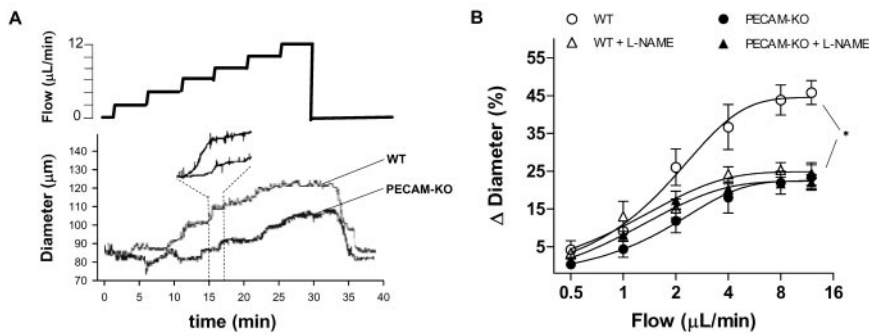 A
Flow (μL/min)
12
0
Diameter (μm)
140
130
120
110
100
90
80
70
WT
PECAM-KO
0 5 10 15 20 25 30 35 40
time (min)
B
WT
PECAM-KO
WT + L-NAME
PECAM-KO + L-NAME
Δ Diameter (%)
55
45
35
25
15
5
*
0.5 1 2 4 8 16
Flow (μL/min)